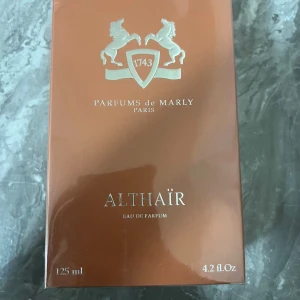 1743
PARFUMS de MARLY
PARIS
ALTHAÏR
EAU DE PARFUM
125 ml 4.2 fl.Oz